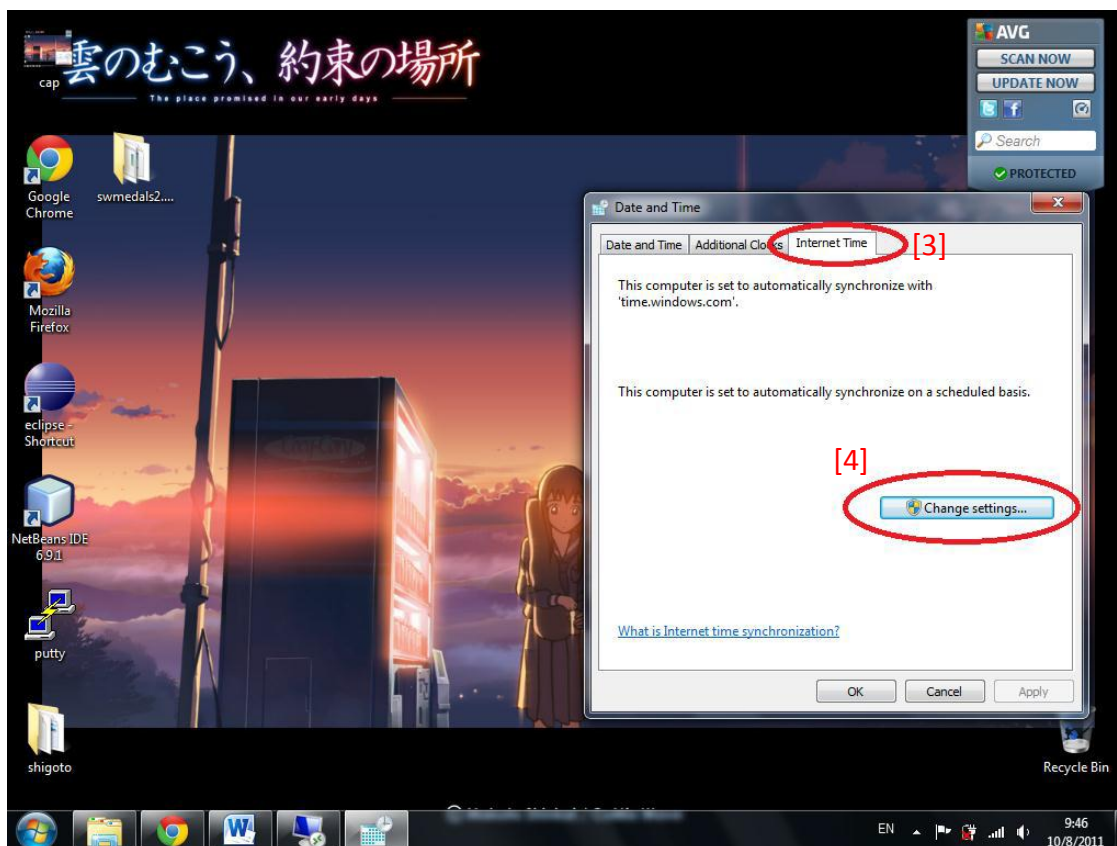 雲のむこう、約束の場所
The place promised in our early days
cap
AVG
SCAN NOW
UPDATE NOW
Search
PROTECTED
Google
Chrome
swmedals2....
Mozilla
Firefox
eclipse -
Shortcut
NetBeans IDE
6.9.1
putty
shigoto
Date and Time
Date and Time
Additional Clocks
Internet Time
[3]
This computer is set to automatically synchronize with
'time.windows.com'.
This computer is set to automatically synchronize on a scheduled basis.
[4]
Change settings...
What is Internet time synchronization?
OK
Cancel
Apply
Recycle Bin
EN
9:46
10/8/2011